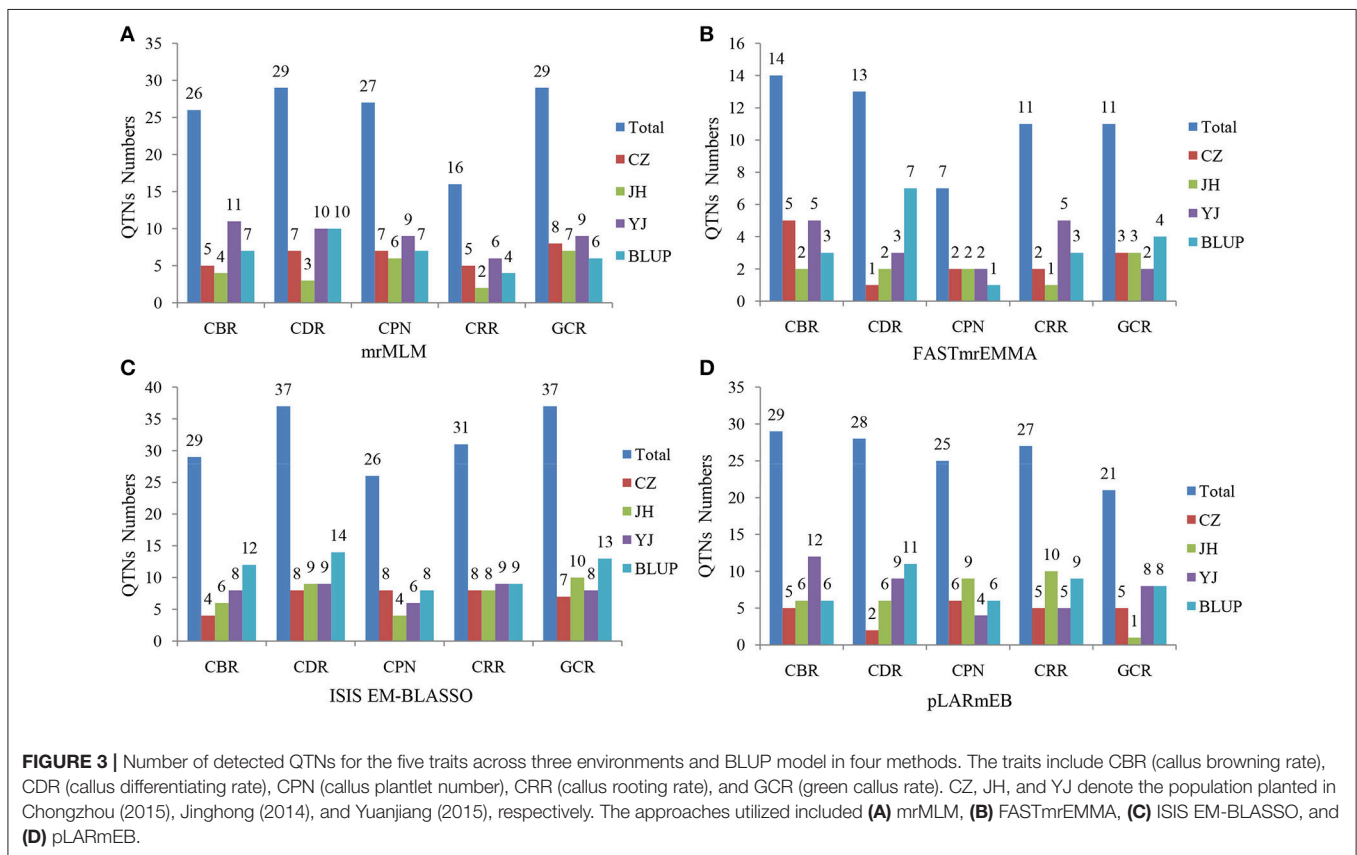 A
35
30
25
20
15
10
5
0
QTNs Numbers
26 5 4 11 7
29 7 3 10 10
27 7 6 9 7
16 5 2 6 4
29 8 7 9 6
CBR CDR CPN CRR GCR
mrMLM
Total
CZ
JH
YJ
BLUP
B
16
14
12
10
8
6
4
2
0
QTNs Numbers
14 5 2 5 3
13 1 2 3 7
7 2 2 2 1
11 2 1 5 3
11 3 3 2 4
CBR CDR CPN CRR GCR
FASTmrEMMA
Total
CZ
JH
YJ
BLUP
C
40
35
30
25
20
15
10
5
0
QTNs Numbers
29 4 6 8 12
37 8 9 9 14
26 8 4 6 8
31 8 8 9 9
37 7 10 8 13
CBR CDR CPN CRR GCR
ISIS EM-BLASSO
Total
CZ
JH
YJ
BLUP
D
35
30
25
20
15
10
5
0
QTNs Numbers
29 5 6 12 6
28 2 6 9 11
25 6 9 4 6
27 5 10 5 9
21 5 1 8 8
CBR CDR CPN CRR GCR
pLARmEB
Total
CZ
JH
YJ
BLUP
FIGURE 3 | Number of detected QTNs for the five traits across three environments and BLUP model in four methods. The traits include CBR (callus browning rate),
CDR (callus differentiating rate), CPN (callus plantlet number), CRR (callus rooting rate), and GCR (green callus rate). CZ, JH, and YJ denote the population planted in
Chongzhou (2015), Jinghong (2014), and Yuanjiang (2015), respectively. The approaches utilized included (A) mrMLM, (B) FASTmrEMMA, (C) ISIS EM-BLASSO, and
(D) pLARmEB.